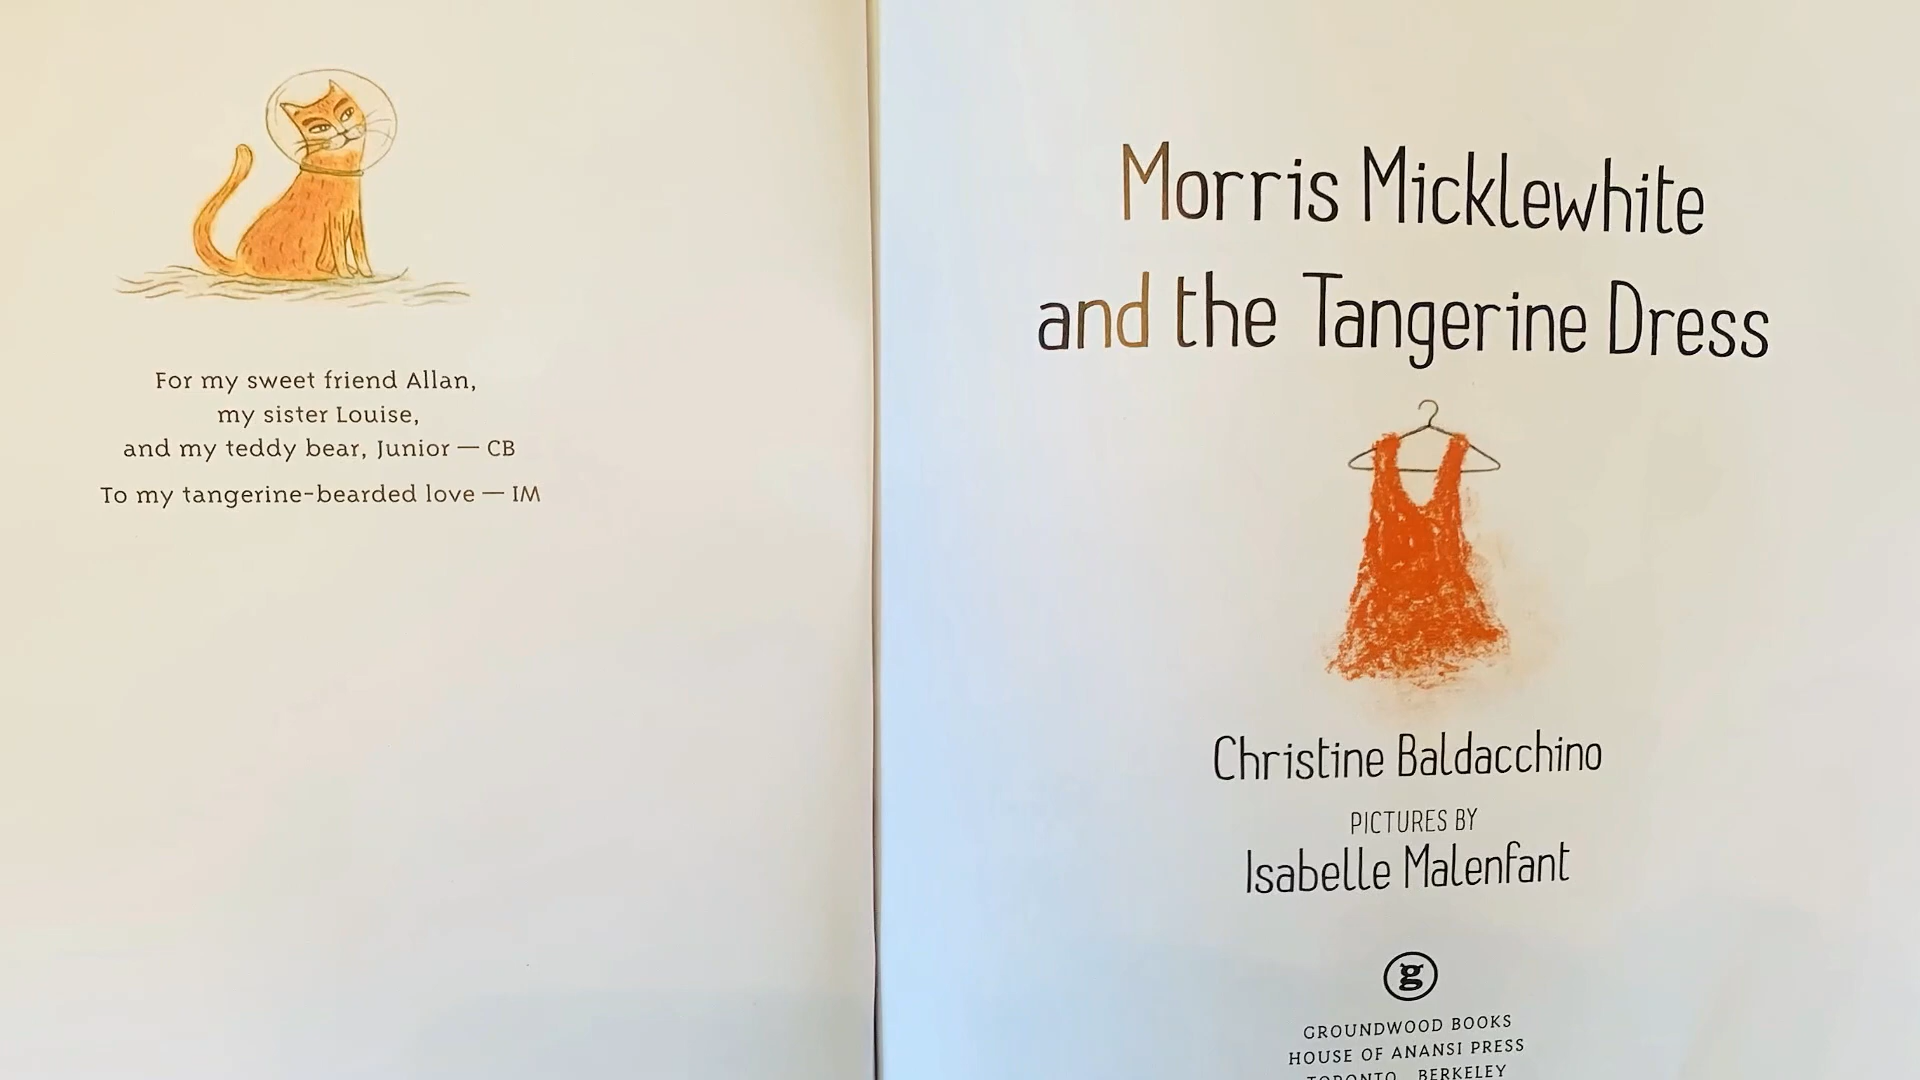 For my sweet friend Allan,
my sister Louise,
and my teddy bear, Junior — CB
To my tangerine-bearded love — IM
Morris Micklewhite
and the Tangerine Dress
Christine Baldacchino
PICTURES BY
Isabelle Malenfant
g
GROUNDWOOD BOOKS
HOUSE OF ANANSI PRESS
TORONTO BERKELEY